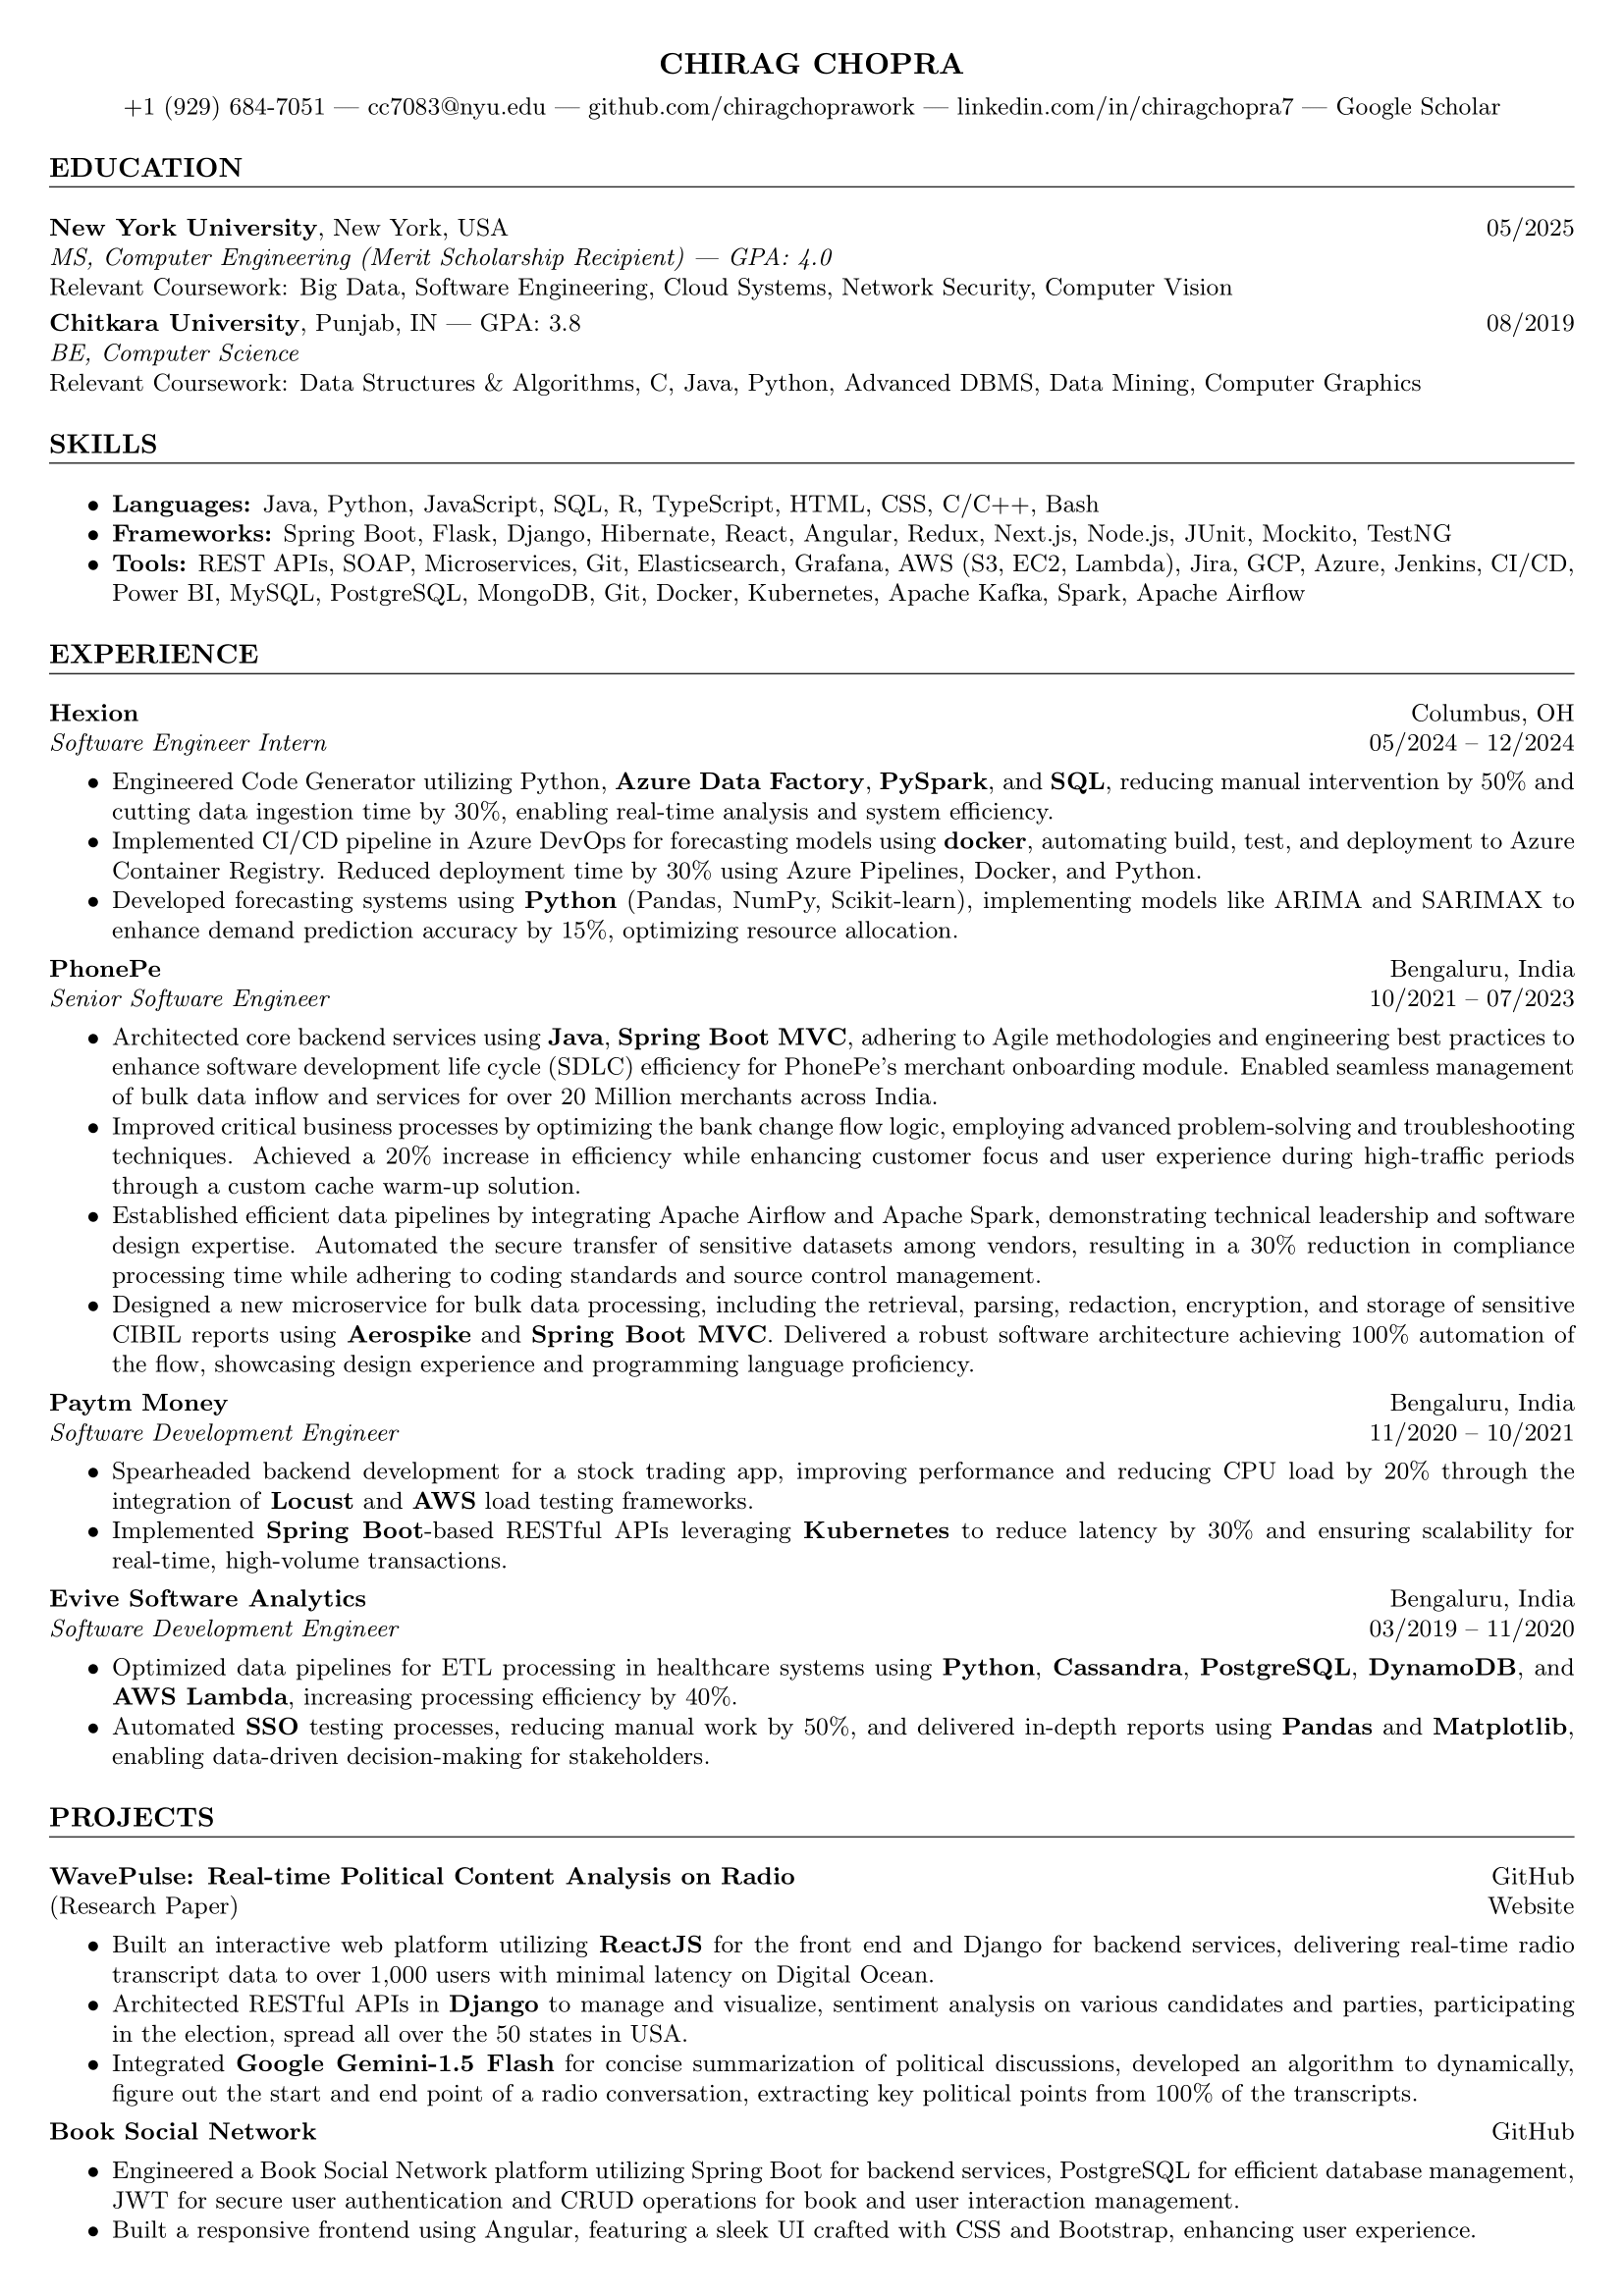 CHIRAG CHOPRA
+1 (929) 684-7051 — cc7083@nyu.edu — github.com/chiragchoprawork — linkedin.com/in/chiragchopra7 — Google Scholar
EDUCATION
New York University, New York, USA 05/2025
MS, Computer Engineering (Merit Scholarship Recipient) — GPA: 4.0
Relevant Coursework: Big Data, Software Engineering, Cloud Systems, Network Security, Computer Vision
Chitkara University, Punjab, IN — GPA: 3.8 08/2019
BE, Computer Science
Relevant Coursework: Data Structures & Algorithms, C, Java, Python, Advanced DBMS, Data Mining, Computer Graphics
SKILLS
• Languages: Java, Python, JavaScript, SQL, R, TypeScript, HTML, CSS, C/C++, Bash
• Frameworks: Spring Boot, Flask, Django, Hibernate, React, Angular, Redux, Next.js, Node.js, JUnit, Mockito, TestNG
• Tools: REST APIs, SOAP, Microservices, Git, Elasticsearch, Grafana, AWS (S3, EC2, Lambda), Jira, GCP, Azure, Jenkins, CI/CD,
Power BI, MySQL, PostgreSQL, MongoDB, Git, Docker, Kubernetes, Apache Kafka, Spark, Apache Airflow
EXPERIENCE
Hexion Columbus, OH
Software Engineer Intern 05/2024 – 12/2024
• Engineered Code Generator utilizing Python, Azure Data Factory, PySpark, and SQL, reducing manual intervention by 50% and
cutting data ingestion time by 30%, enabling real-time analysis and system efficiency.
• Implemented CI/CD pipeline in Azure DevOps for forecasting models using docker, automating build, test, and deployment to Azure
Container Registry. Reduced deployment time by 30% using Azure Pipelines, Docker, and Python.
• Developed forecasting systems using Python (Pandas, NumPy, Scikit-learn), implementing models like ARIMA and SARIMAX to
enhance demand prediction accuracy by 15%, optimizing resource allocation.
PhonePe Bengaluru, India
Senior Software Engineer 10/2021 – 07/2023
• Architected core backend services using Java, Spring Boot MVC, adhering to Agile methodologies and engineering best practices to
enhance software development life cycle (SDLC) efficiency for PhonePe's merchant onboarding module. Enabled seamless management
of bulk data inflow and services for over 20 Million merchants across India.
• Improved critical business processes by optimizing the bank change flow logic, employing advanced problem-solving and troubleshooting
techniques. Achieved a 20% increase in efficiency while enhancing customer focus and user experience during high-traffic periods
through a custom cache warm-up solution.
• Established efficient data pipelines by integrating Apache Airflow and Apache Spark, demonstrating technical leadership and software
design expertise. Automated the secure transfer of sensitive datasets among vendors, resulting in a 30% reduction in compliance
processing time while adhering to coding standards and source control management.
• Designed a new microservice for bulk data processing, including the retrieval, parsing, redaction, encryption, and storage of sensitive
CIBIL reports using Aerospike and Spring Boot MVC. Delivered a robust software architecture achieving 100% automation of
the flow, showcasing design experience and programming language proficiency.
Paytm Money Bengaluru, India
Software Development Engineer 11/2020 – 10/2021
• Spearheaded backend development for a stock trading app, improving performance and reducing CPU load by 20% through the
integration of Locust and AWS load testing frameworks.
• Implemented Spring Boot-based RESTful APIs leveraging Kubernetes to reduce latency by 30% and ensuring scalability for
real-time, high-volume transactions.
Evive Software Analytics Bengaluru, India
Software Development Engineer 03/2019 – 11/2020
• Optimized data pipelines for ETL processing in healthcare systems using Python, Cassandra, PostgreSQL, DynamoDB, and
AWS Lambda, increasing processing efficiency by 40%.
• Automated SSO testing processes, reducing manual work by 50%, and delivered in-depth reports using Pandas and Matplotlib,
enabling data-driven decision-making for stakeholders.
PROJECTS
WavePulse: Real-time Political Content Analysis on Radio GitHub
(Research Paper) Website
• Built an interactive web platform utilizing ReactJS for the front end and Django for backend services, delivering real-time radio
transcript data to over 1,000 users with minimal latency on Digital Ocean.
• Architected RESTful APIs in Django to manage and visualize, sentiment analysis on various candidates and parties, participating
in the election, spread all over the 50 states in USA.
• Integrated Google Gemini-1.5 Flash for concise summarization of political discussions, developed an algorithm to dynamically,
figure out the start and end point of a radio conversation, extracting key political points from 100% of the transcripts.
Book Social Network GitHub
• Engineered a Book Social Network platform utilizing Spring Boot for backend services, PostgreSQL for efficient database management,
JWT for secure user authentication and CRUD operations for book and user interaction management.
• Built a responsive frontend using Angular, featuring a sleek UI crafted with CSS and Bootstrap, enhancing user experience.